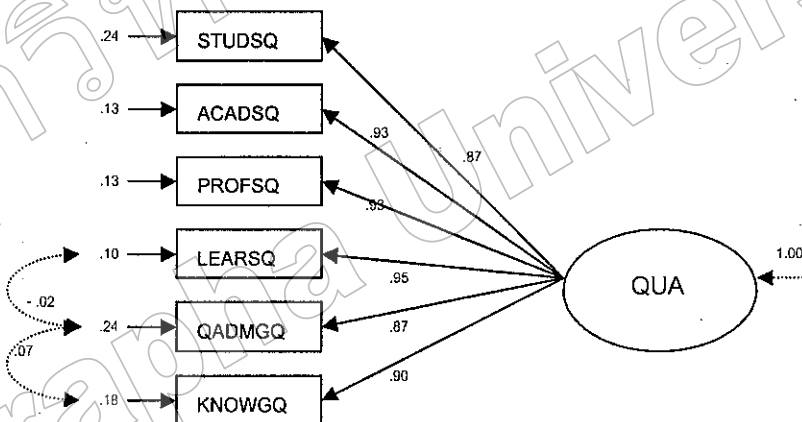 .24 STUDSQ
.87
.13 ACADSQ
.93
.13 PROFSQ
.93
.10 LEARSQ
.95
QUA
1.00
-.02
.24 QADMGQ
.87
.07
.18 KNOWGQ
.90